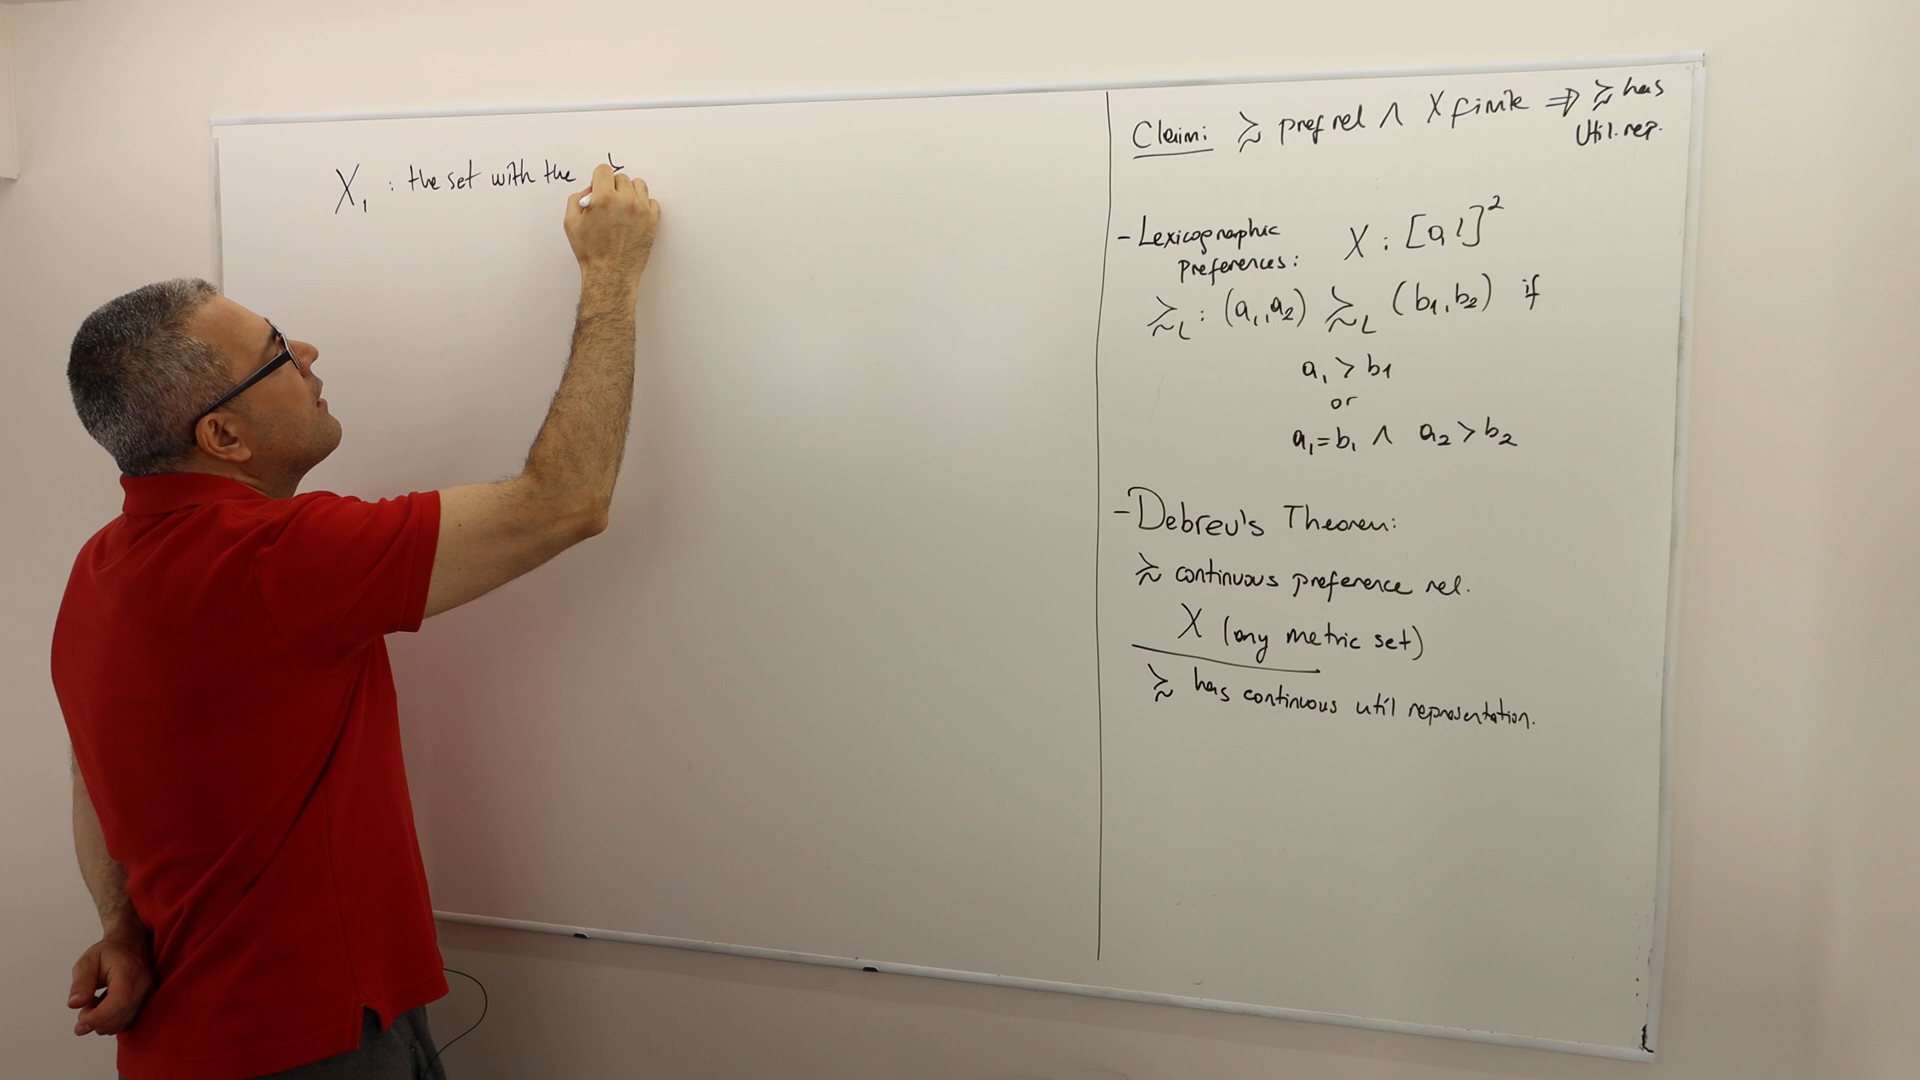 X₁ : the set with the ≿
Claim: ≿ pref rel ∧ X finite ⇒ ≿ has
Util. rep.
- Lexicographic
Preferences: X : [0,1]²
≿_L : (a₁,a₂) ≿_L (b₁,b₂) if
a₁ > b₁
or
a₁=b₁ ∧ a₂ > b₂
- Debreu's Theorem:
≿ continuous preference rel.
X (any metric set)
≿ has continuous util representation.